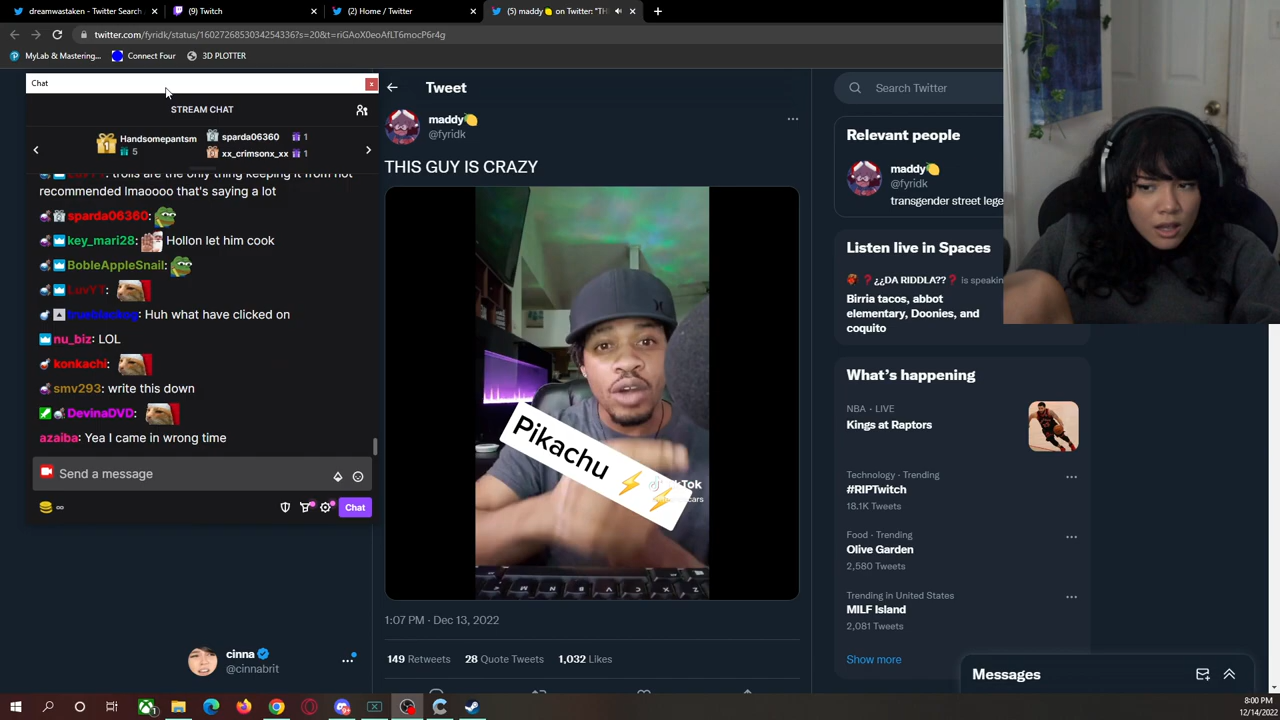 dreamwastaken - Twitter Search
(9) Twitch
(2) Home / Twitter
(5) maddy🍋 on Twitter: "TH
twitter.com/fyridk/status/1602726853034254336?s=20&t=riGAoX0eoAfLT6mocP6r4g
MyLab & Mastering...
Connect Four
3D PLOTTER
Chat
STREAM CHAT
Handsomepantsm
5
sparda06360 1
xx_crimsonx_xx 1
LuvYT: trolls are the only thing keeping it from not
recommended lmaoooo that's saying a lot
sparda06360:
key_mari28: Hollon let him cook
BobleAppleSnail:
LuvYT:
Huh what have clicked on
nu_biz: LOL
konkachi:
smv293: write this down
DevinaDVD:
azaiba: Yea I came in wrong time
Send a message
∞
Chat
cinna
@cinnabrit
Tweet
maddy🍋
@fyridk
THIS GUY IS CRAZY
Pikachu ⚡⚡
1:07 PM · Dec 13, 2022
149 Retweets 28 Quote Tweets 1,032 Likes
Search Twitter
Relevant people
maddy🍋
@fyridk
transgender street lege
Listen live in Spaces
❓¿¿DA RIDDLA??❓ is speakin
Birria tacos, abbot
elementary, Doonies, and
coquito
What's happening
NBA · LIVE
Kings at Raptors
Technology · Trending
#RIPTwitch
18.1K Tweets
Food · Trending
Olive Garden
2,580 Tweets
Trending in United States
MILF Island
2,081 Tweets
Show more
Messages
8:00 PM
12/14/2022